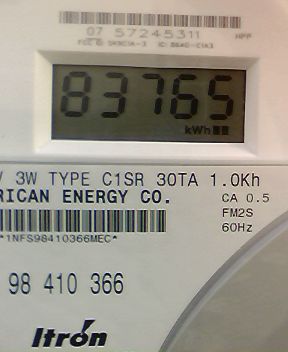 07 57245311
83765
kWh
V 3W TYPE C1SR 30TA 1.0Kh
RICAN ENERGY CO.
CA 0.5
FM2S
60Hz
*1NFS98410366MEC*
98 410 366
Itron